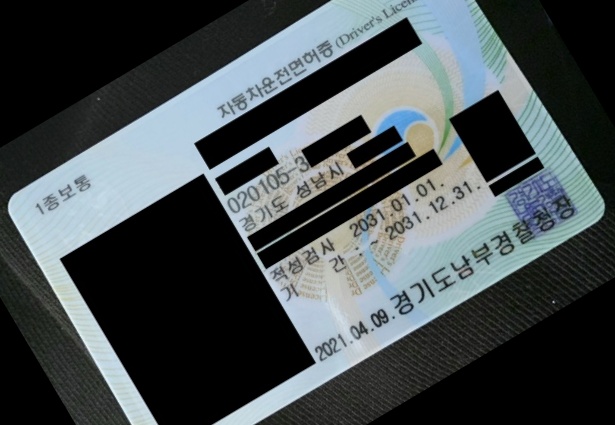 자동차운전면허증 (Driver's Licen
1종보통
020105-3
경기도 성남시
적성검사 2031.01.01.
기 간 ~ 2031.12.31.
2021.04.09. 경기도남부경찰청장